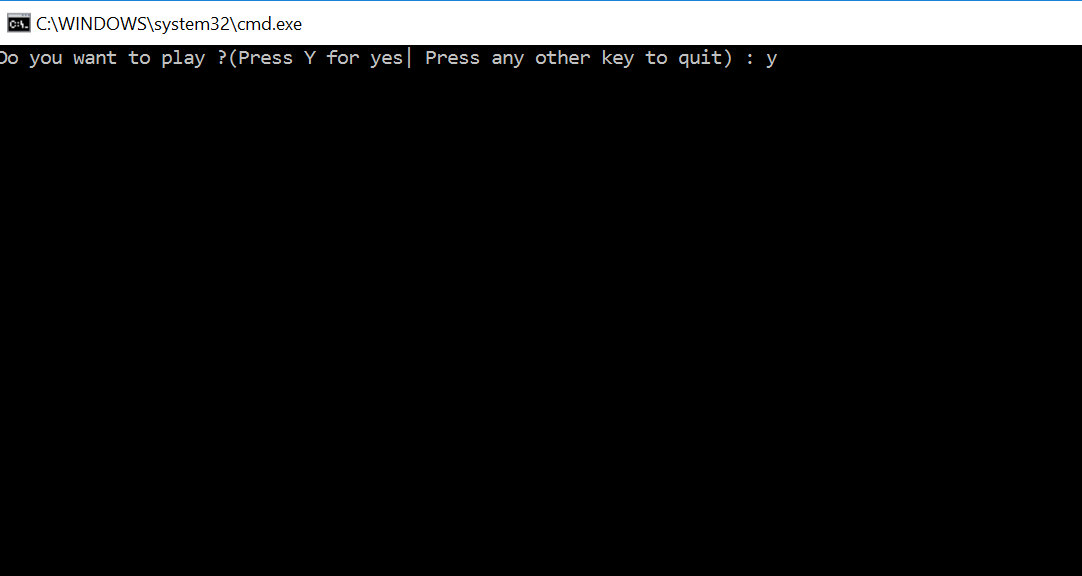 C:\WINDOWS\system32\cmd.exe
Do you want to play ?(Press Y for yes| Press any other key to quit) : y